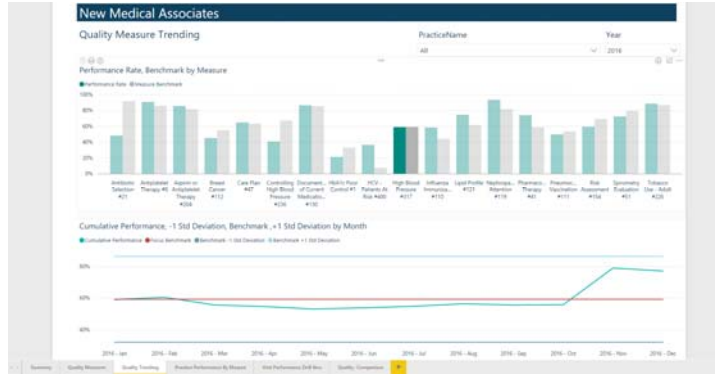 New Medical Associates
Quality Measure Trending
PracticeName
Year
All
2016
Performance Rate, Benchmark by Measure
Performance Rate Measure Benchmark
100%
80%
60%
40%
20%
0%
Antibiotic Selection #21
Antiplatelet Therapy #6
Aspirin or Antiplatelet Therapy #204
Breast Cancer #112
Care Plan #47
Controlling High Blood Pressure #236
Document... of Current Medicatio... #130
HbA1c Poor Control #1
HCV - Patients At Risk #400
High Blood Pressure #317
Influenza Immuniza... #110
Lipid Profile #121
Nephropa... Attention #119
Pharmaco... Therapy #41
Pneumoc... Vaccination #111
Risk Assessment #154
Spirometry Evaluation #51
Tobacco Use - Adult #226
Cumulative Performance, -1 Std Deviation, Benchmark ,+1 Std Deviation by Month
Cumulative Performance Focus Benchmark Benchmark -1 Std Deviation Benchmark +1 Std Deviation
80%
60%
40%
2016 - Jan
2016 - Feb
2016 - Mar
2016 - Apr
2016 - May
2016 - Jun
2016 - Jul
2016 - Aug
2016 - Sep
2016 - Oct
2016 - Nov
2016 - Dec
Summary
Quality Measures
Quality Trending
Practice Performance By Measure
Quality Comparison